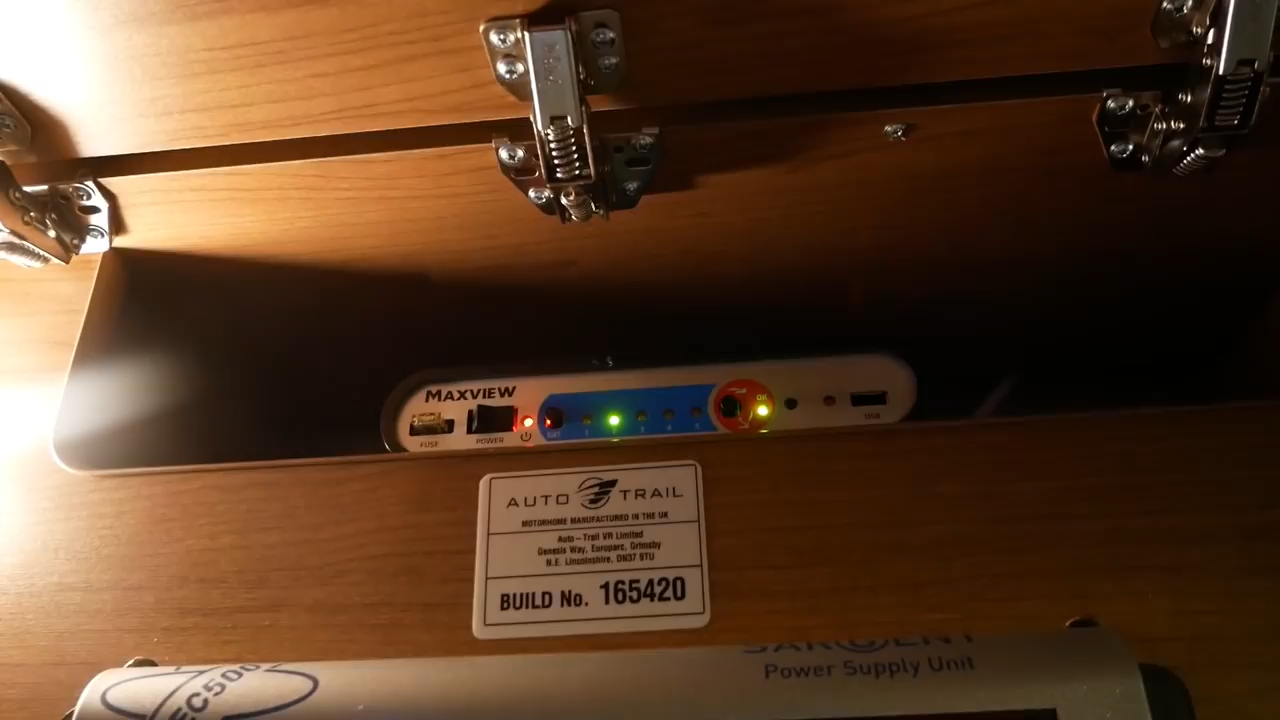 MAXVIEW
FUSE
POWER
SAT 1 3 4 5
OK
USB
AUTO TRAIL
MOTORHOME MANUFACTURED IN THE UK
Auto-Trail VR Limited
Genesis Way, Europarc, Grimsby
N.E. Lincolnshire, DN37 9TU
BUILD No. 165420
SARGENT
Power Supply Unit
EC500